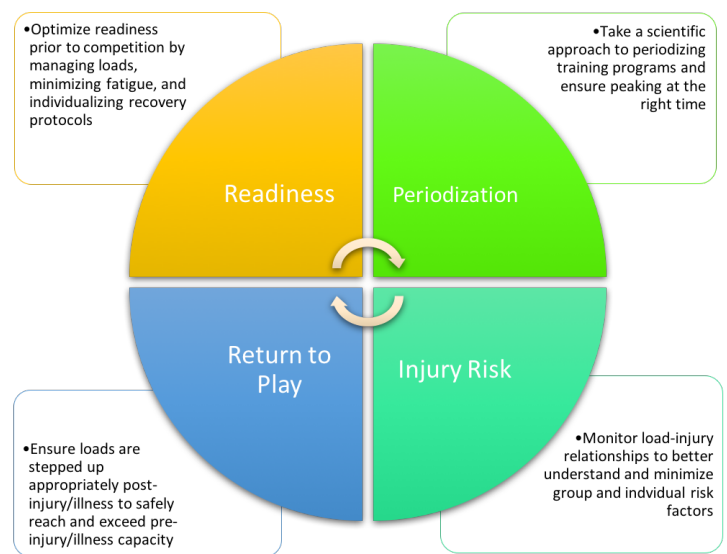 •Optimize readiness
prior to competition by
managing loads,
minimizing fatigue, and
individualizing recovery
protocols
•Take a scientific
approach to periodizing
training programs and
ensure peaking at the
right time
Readiness
Periodization
Return to
Play
Injury Risk
•Ensure loads are
stepped up
appropriately post-
injury/illness to safely
reach and exceed pre-
injury/illness capacity
•Monitor load-injury
relationships to better
understand and minimize
group and indvidual risk
factors